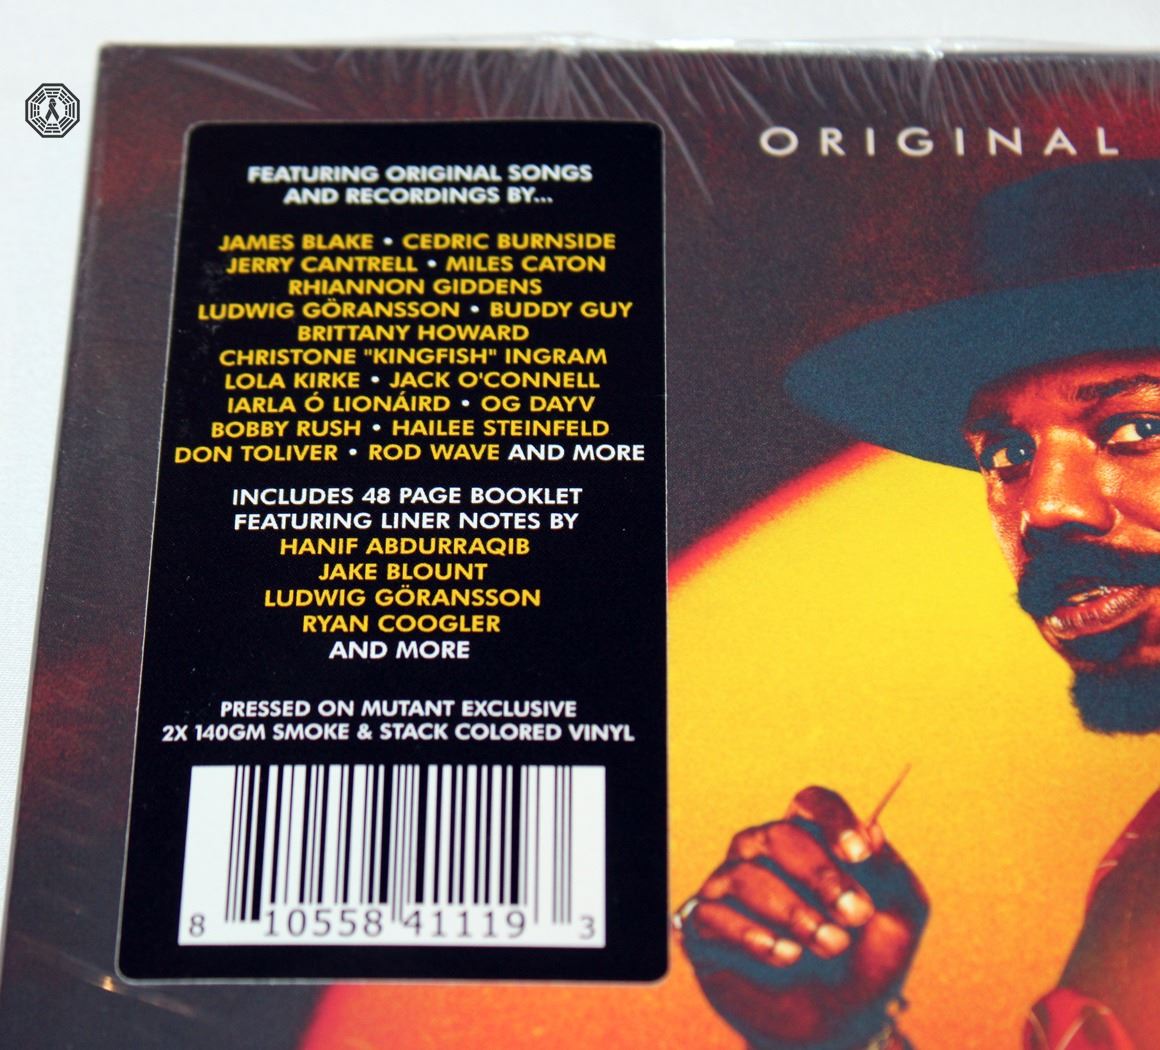 ORIGINAL
FEATURING ORIGINAL SONGS
AND RECORDINGS BY...
JAMES BLAKE • CEDRIC BURNSIDE
JERRY CANTRELL • MILES CATON
RHIANNON GIDDENS
LUDWIG GÖRANSSON • BUDDY GUY
BRITTANY HOWARD
CHRISTONE "KINGFISH" INGRAM
LOLA KIRKE • JACK O'CONNELL
IARLA Ó LIONÁIRD • OG DAYV
BOBBY RUSH • HAILEE STEINFELD
DON TOLIVER • ROD WAVE AND MORE
INCLUDES 48 PAGE BOOKLET
FEATURING LINER NOTES BY
HANIF ABDURRAQIB
JAKE BLOUNT
LUDWIG GÖRANSSON
RYAN COOGLER
AND MORE
PRESSED ON MUTANT EXCLUSIVE
2X 140GM SMOKE & STACK COLORED VINYL
8 10558 41119 3